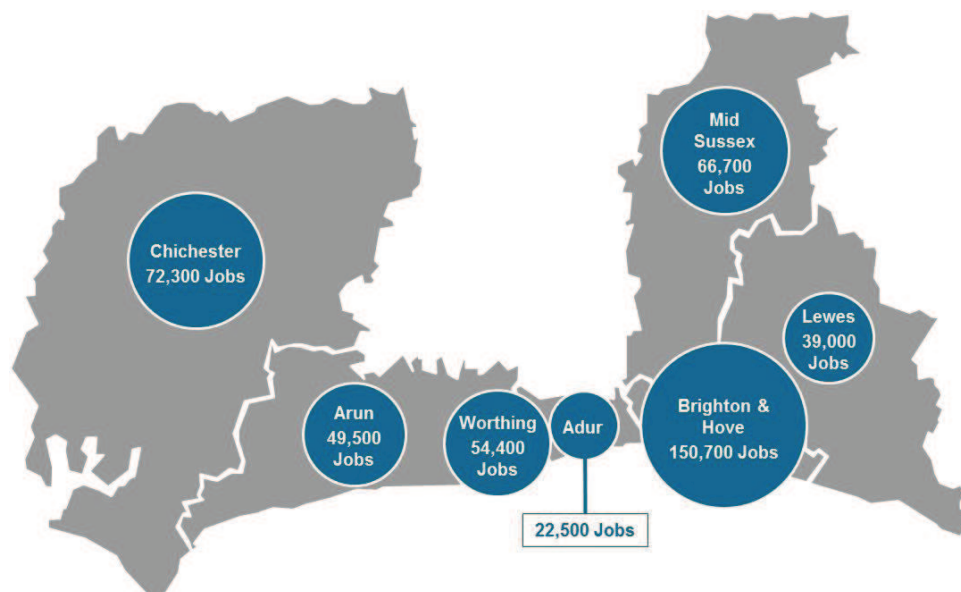 Mid
Sussex
66,700
Jobs
Chichester
72,300 Jobs
Lewes
39,000
Jobs
Arun
49,500
Jobs
Worthing
54,400
Jobs
Adur
Brighton &
Hove
150,700 Jobs
22,500 Jobs